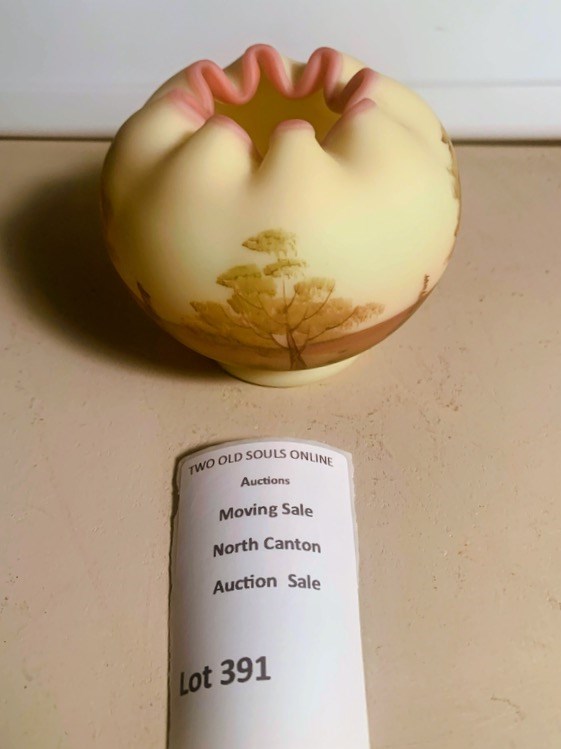 TWO OLD SOULS ONLINE
Auctions
Moving Sale
North Canton
Auction Sale
Lot 391